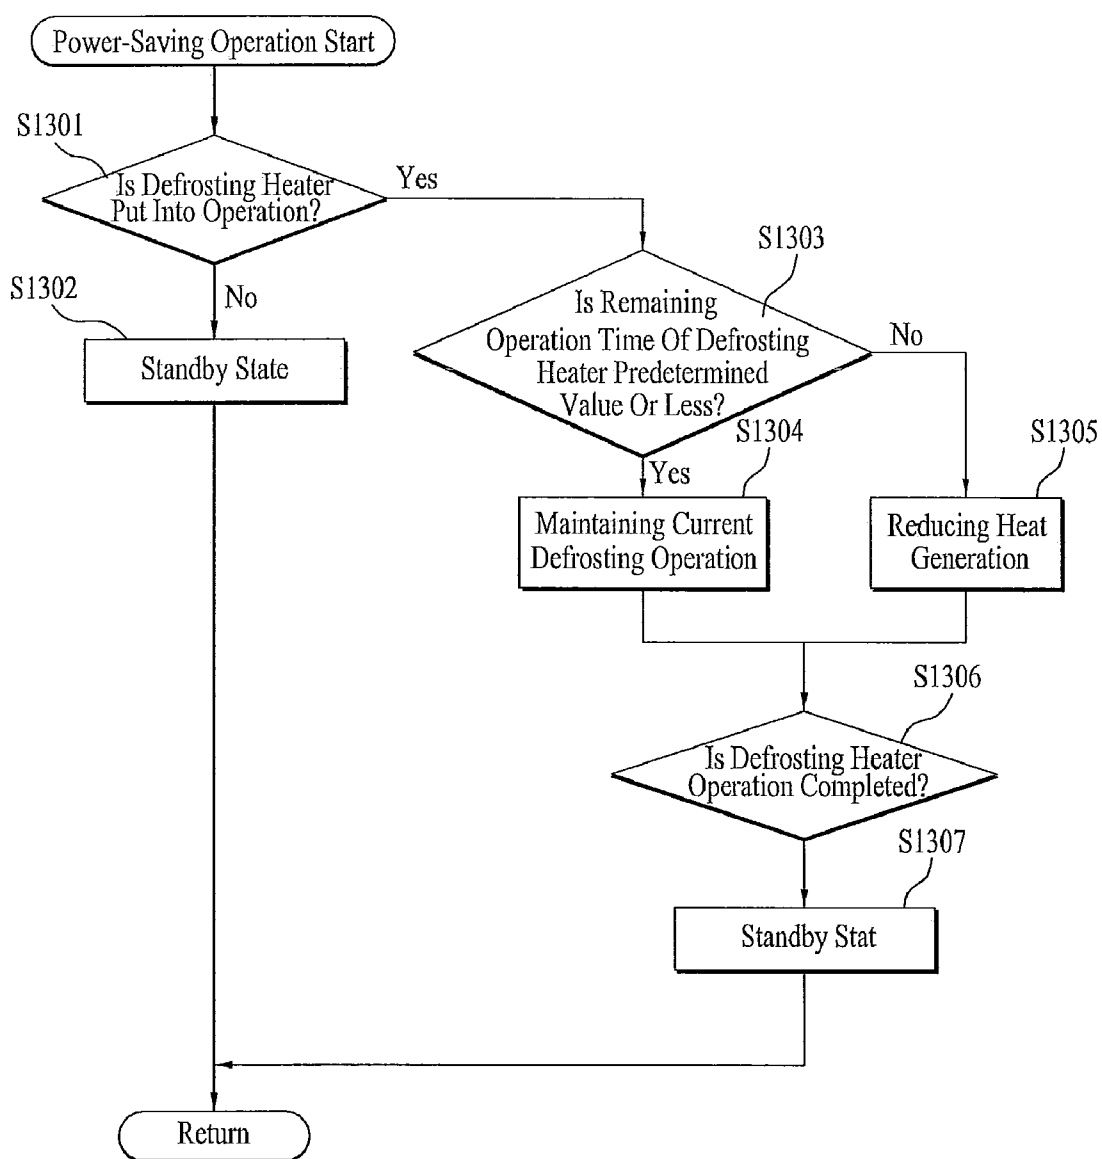 Power-Saving Operation Start
S1301
Is Defrosting Heater
Put Into Operation?
Yes
No
S1302
Standby State
S1303
Is Remaining
Operation Time Of Defrosting
Heater Predetermined
Value Or Less?
No
Yes
S1304
Maintaining Current
Defrosting Operation
S1305
Reducing Heat
Generation
S1306
Is Defrosting Heater
Operation Completed?
S1307
Standby Stat
Return